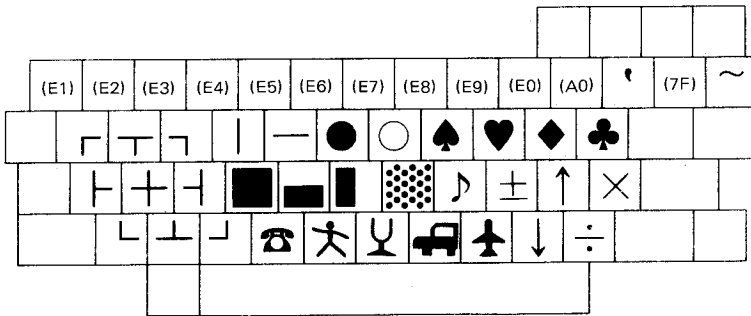 (E1) (E2) (E3) (E4) (E5) (E6) (E7) (E8) (E9) (E0) (A0) ❜ (7F) ~
┌ ┬ ┐ │ ─ ● ○ ♠ ♥ ♦ ♣
├ ┼ ┤ ■ ▄ ▌ ▒ ♪ ± ↑ ×
└ ┴ ┘ ☎ ↓ ÷